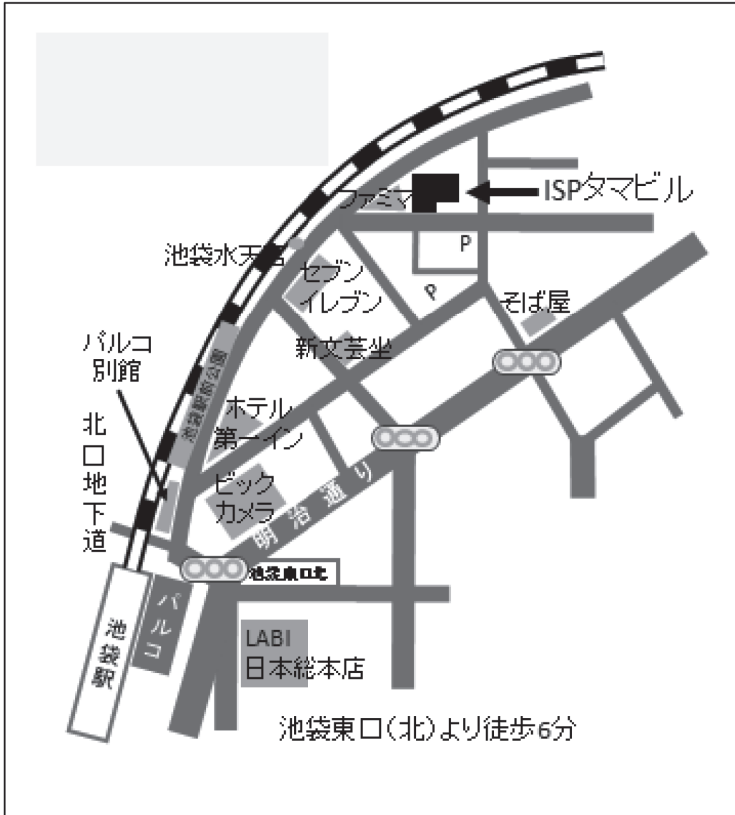 ISPタマビル
ファミマ
P
池袋水天宮
セブン
イレブン
P
そば屋
新文芸坐
パルコ
別館
池袋駅前公園
ホテル
第一イン
北口地下道
ビック
カメラ
明治通り
池袋東口北
パルコ
池袋駅
LABI
日本総本店
池袋東口(北)より徒歩6分